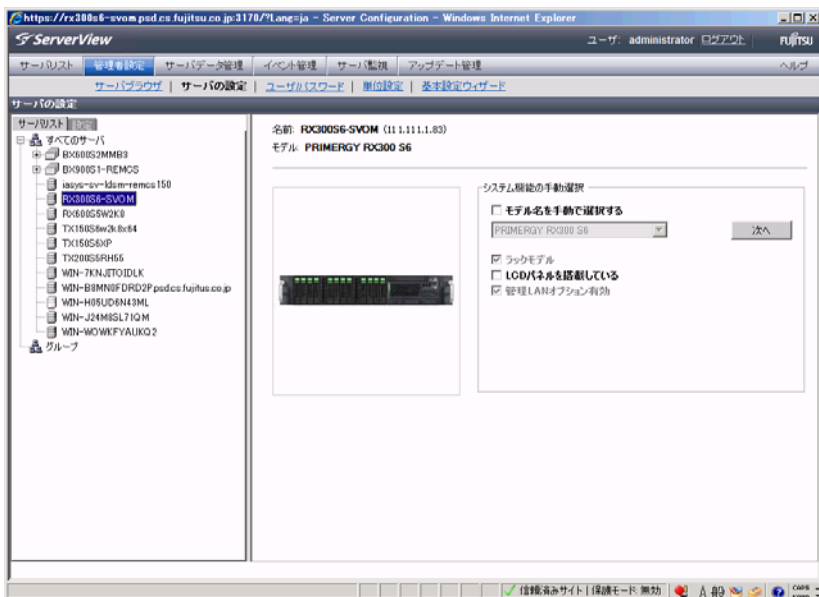 https://rx300s6-svom.psd.cs.fujitsu.co.jp:3170/?Lang=ja - Server Configuration - Windows Internet Explorer
ServerView
ユーザ: administrator ログアウト FUJITSU
サーバリスト 管理者設定 サーバデータ管理 イベント管理 サーバ監視 アップデート管理 ヘルプ
サーバブラウザ | サーバの設定 | ユーザ/パスワード | 単位設定 | 基本設定ウィザード
サーバの設定
サーバリスト 設定
すべてのサーバ
BX600S2MMB3
BX900S1-REMCS
iasys-sv-ldsm-remcs150
RX300S6-SVOM
RX600S5W2K8
TX150S6w2k8x64
TX150S6XP
TX200S5RH55
WIN-7KNJJTOIDLK
WIN-B8MN0FDRD2P.psd.cs.fujitus.co.jp
WIN-H05UD6N43ML
WIN-J24M8SL71QM
WIN-WOWKFYAUKQ2
グループ
名前: RX300S6-SVOM (111.111.1.83)
モデル: PRIMERGY RX300 S6
システム機能の手動選択
モデル名を手動で選択する
PRIMERGY RX300 S6
次へ
ラックモデル
LCDパネルを搭載している
管理LANオプション有効
信頼済みサイト | 保護モード: 無効
A 般
CAPS